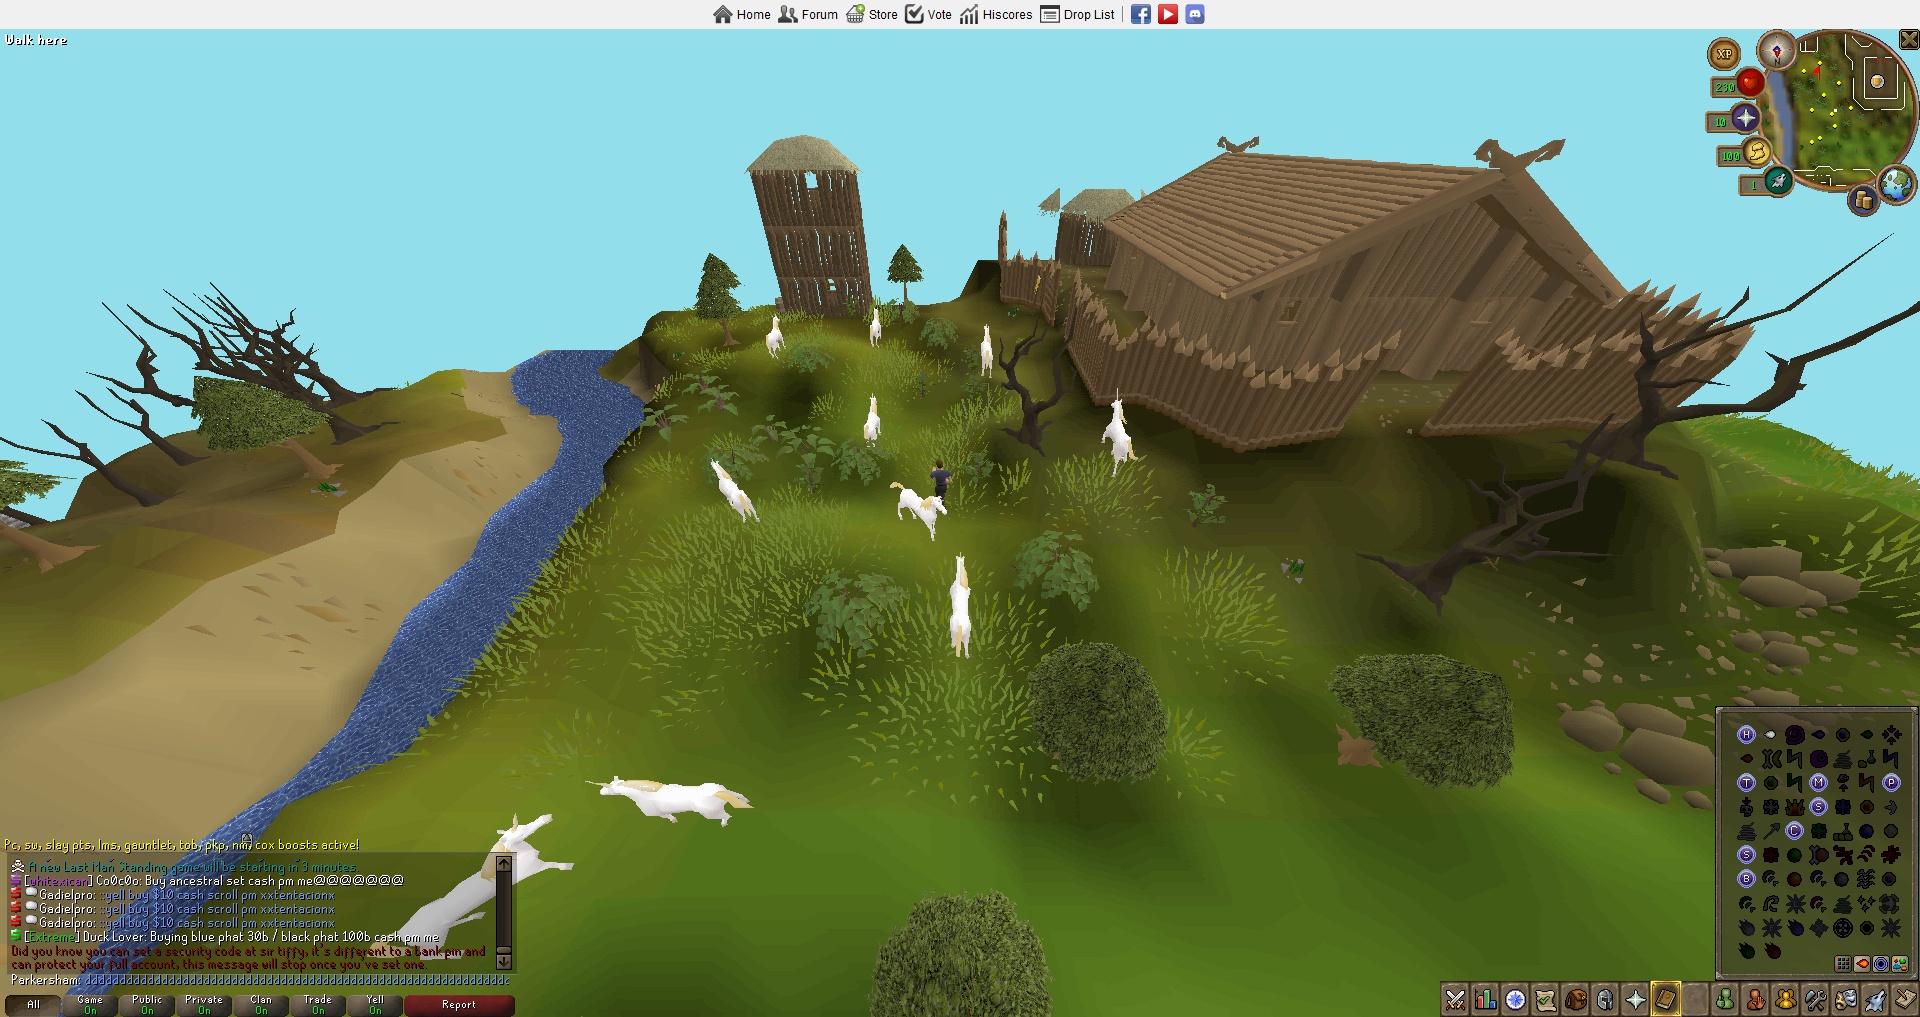 Home Forum Store Vote Hiscores Drop List
Walk here
XP
N
230
10
100
1
Pc, sw, slay pts, lms, gauntlet, tob, pkp, nm, cox boosts active!
A new Last Man Standing game will be starting in 3 minutes.
[whitexican] Co0c0o: Buy ancestral set cash pm me@@@@@@@
Gadielpro: ::yell buy $10 cash scroll pm xxtentacionx
Gadielpro: ::yell buy $10 cash scroll pm xxtentacionx
Gadielpro: ::yell buy $10 cash scroll pm xxtentacionx
[Extreme] Duck Lover: Buying blue phat 30b / black phat 100b cash pm me
Did you know you can set a security code at sir tiffy, it's different to a bank pin and
can protect your full account, this message will stop once you've set one.
Parkersham:
All Game On Public On Private On Clan On Trade On Yell On Report
H
T M P
S
C
S
B